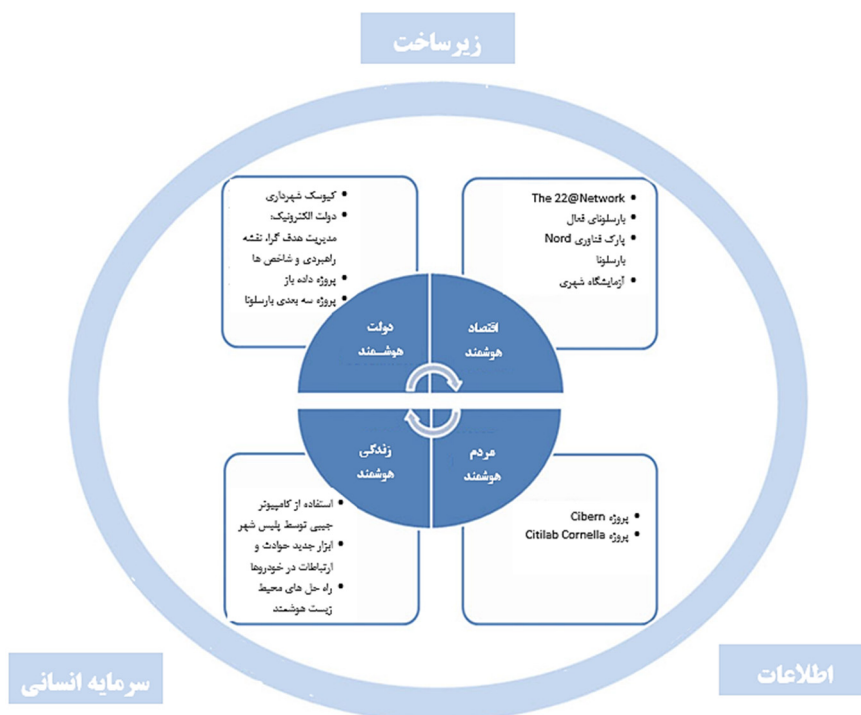 زیرساخت
The 22@Network
بارسلونای فعال
پارک فناوری Nord
بارسلونا
آزمایشگاه شهری
کیوسک شهرداری
دولت الکترونیک:
مدیریت هدف گرا، نقشه
راهبردی و شاخص ها
پروژه داده باز
پروژه سه بعدی بارسلونا
اقتصاد
هوشمند
دولت
هوشمند
مردم
هوشمند
زندگی
هوشمند
پروژه Cibern
پروژه Citilab Cornella
استفاده از کامپیوتر
جیبی توسط پلیس شهر
ابزار جدید حوادث و
ارتباطات در خودروها
راه حل های محیط
زیست هوشمند
اطلاعات
سرمایه انسانی